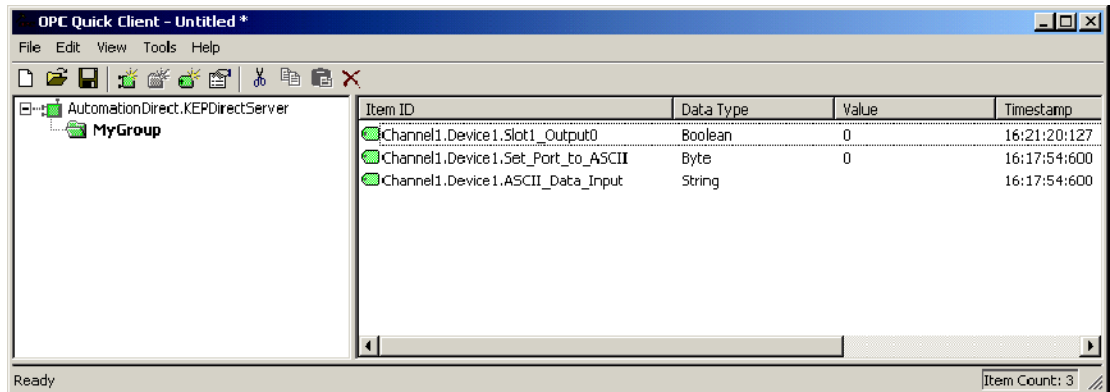 OPC Quick Client - Untitled *
File Edit View Tools Help
AutomationDirect.KEPDirectServer
MyGroup
Item ID Data Type Value Timestamp
Channel1.Device1.Slot1_Output0 Boolean 0 16:21:20:127
Channel1.Device1.Set_Port_to_ASCII Byte 0 16:17:54:600
Channel1.Device1.ASCII_Data_Input String 16:17:54:600
Ready Item Count: 3